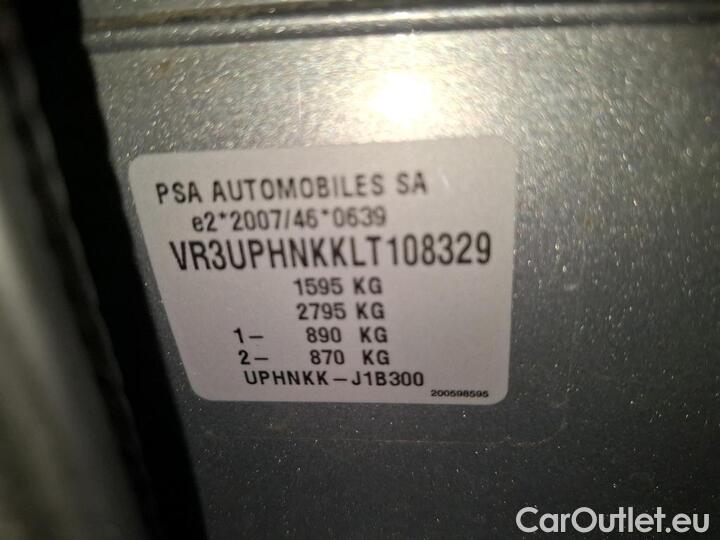 PSA AUTOMOBILES SA
e2*2007/46*0639
VR3UPHNKKLT108329
1595 KG
2795 KG
1- 890 KG
2- 870 KG
UPHNKK-J1B300
200598595
CarOutlet.eu